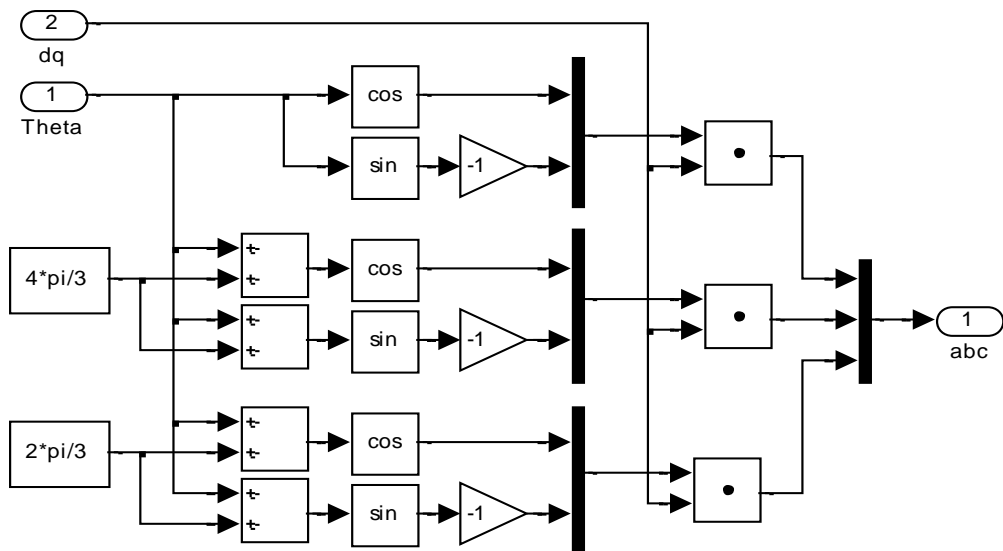 2
dq
1
Theta
cos
sin
-1
4*pi/3
+
+
cos
+
+
sin
-1
2*pi/3
+
+
cos
+
+
sin
-1
1
abc